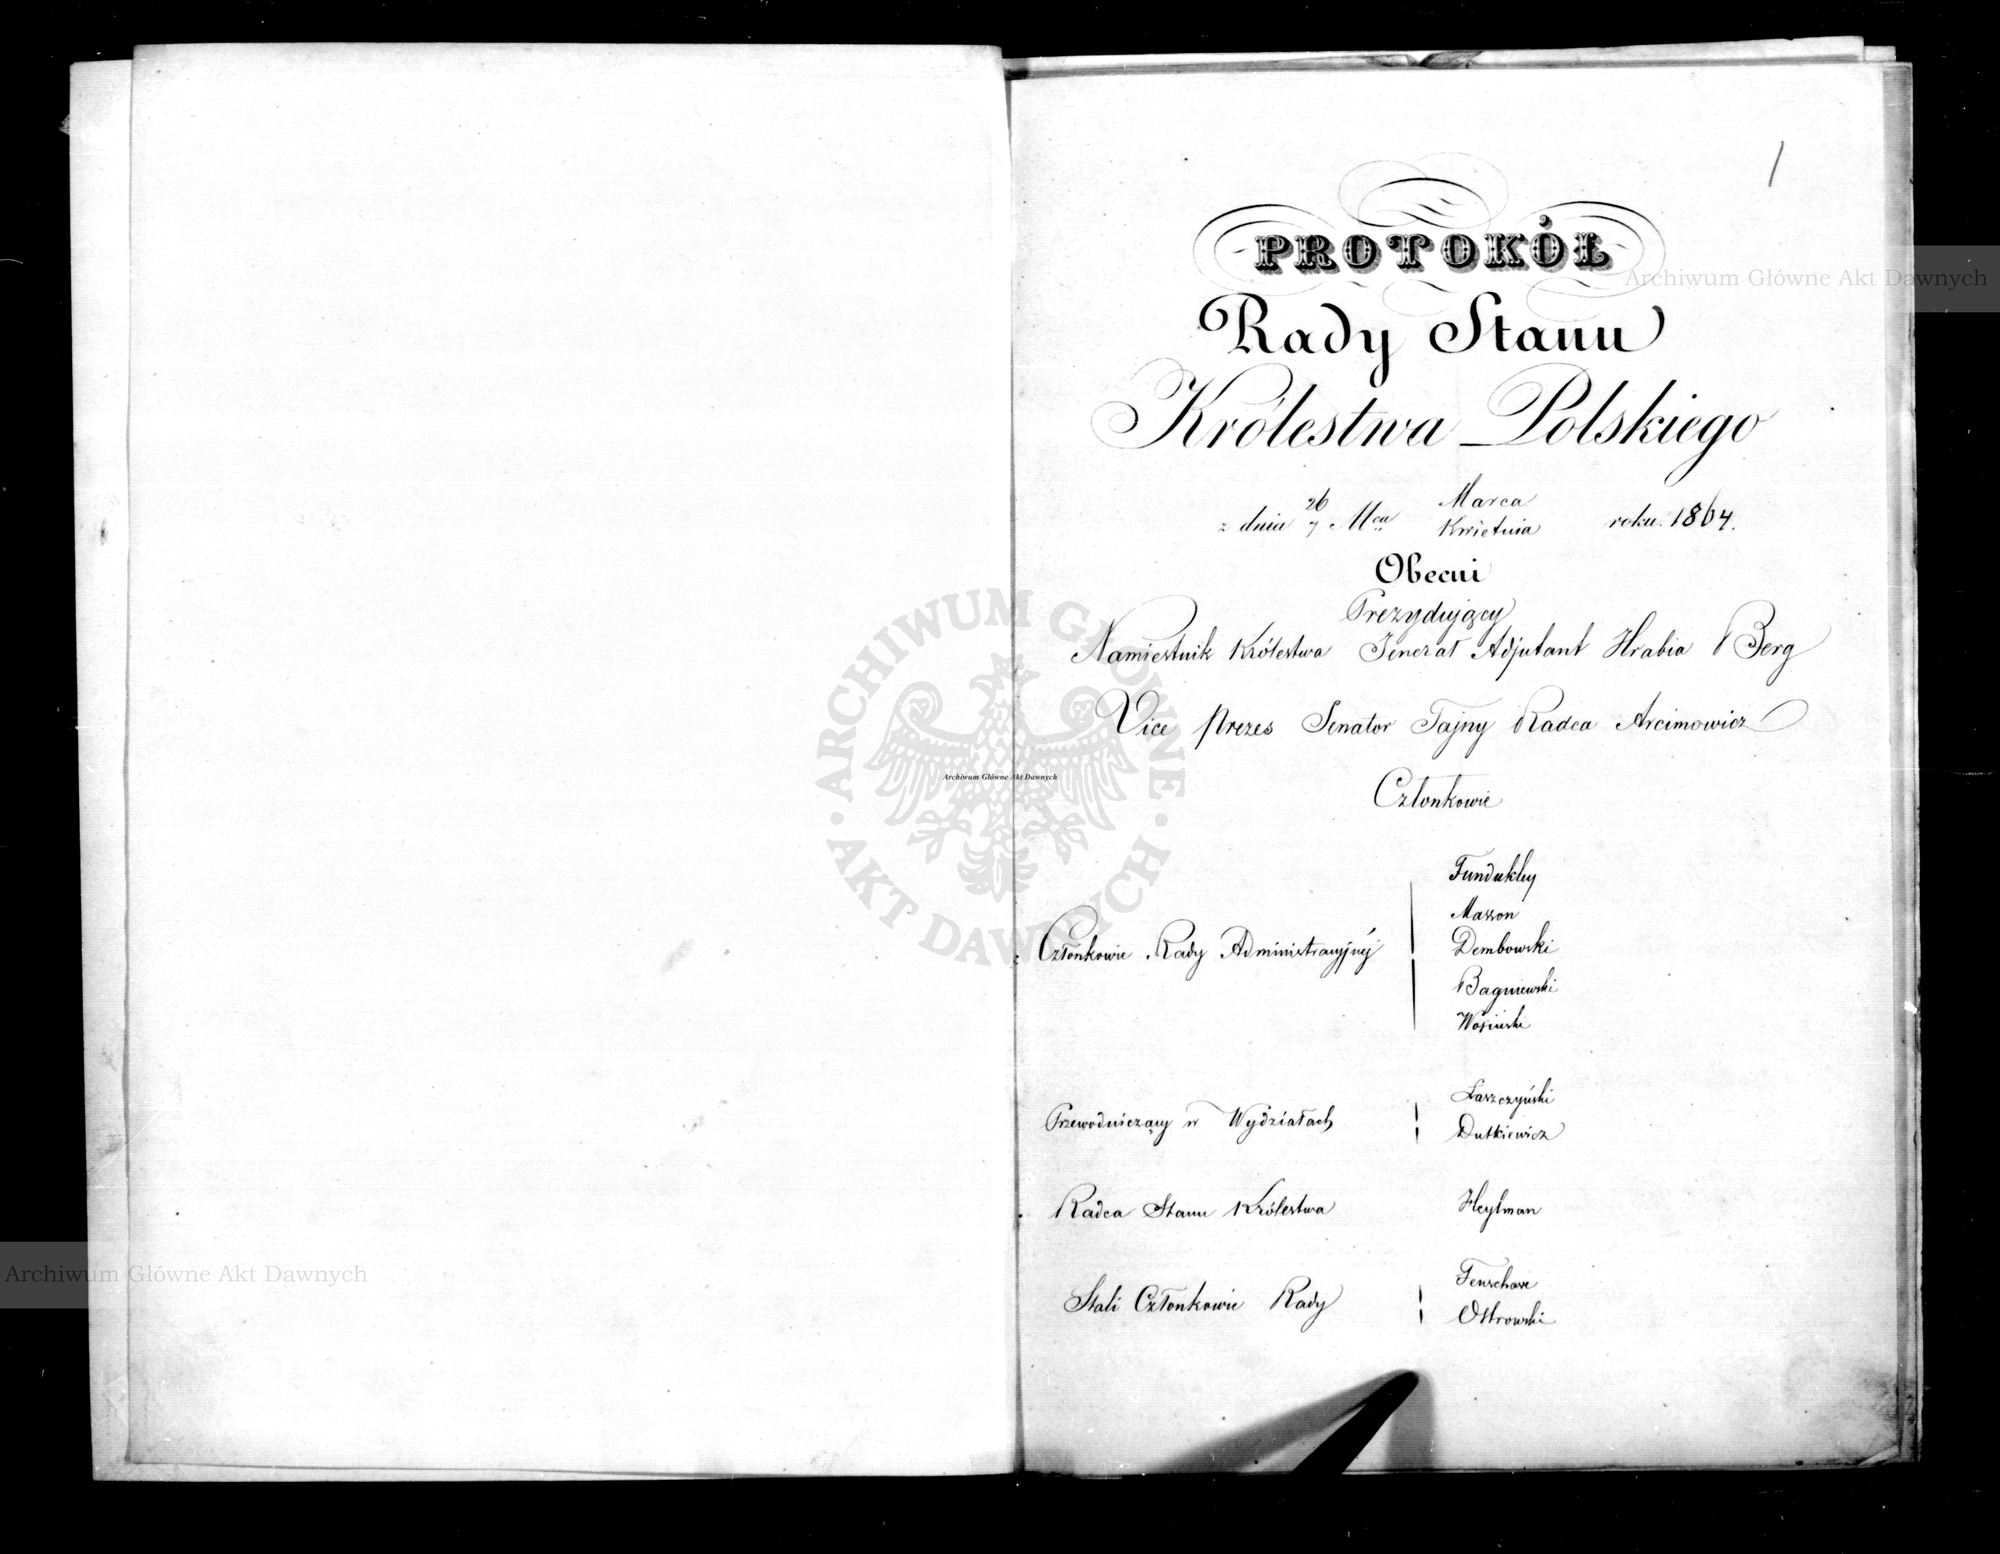 1
PROTOKÓŁ
Rady Stanu
Królestwa Polskiego
z dnia 26/7 Mca Marca/Kwietnia roku 1864.
Obecni
Prezydujący
Namiestnik Królestwa Jenerał Adjutant Hrabia Berg
Vice Prezes Senator Tajny Radca Arcimowicz
Członkowie
Członkowie Rady Administracyjnej
Fundukley
Masson
Dembowski
Bagniewski
Wosiński
Przewodniczący w Wydziałach
Łaszczyński
Dutkiewicz
Radca Stanu Królestwa
Heylman
Stali Członkowie Rady
Ostrowski
Archiwum Główne Akt Dawnych
ARCHIWUM GŁÓWNE
AKT DAWNYCH
Archiwum Główne Akt Dawnych
Archiwum Główne Akt Dawnych